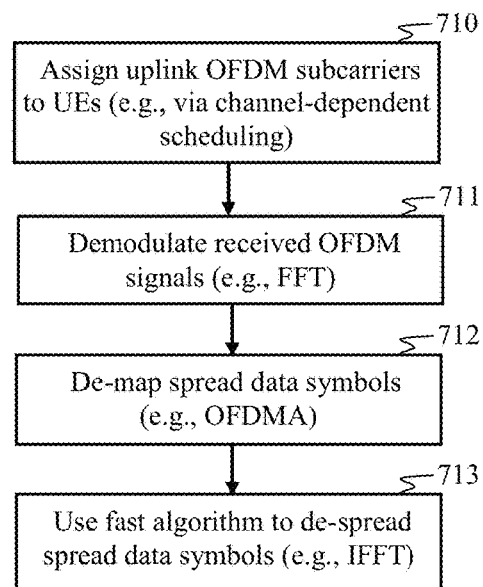 710
Assign uplink OFDM subcarriers
to UEs (e.g., via channel-dependent
scheduling)
711
Demodulate received OFDM
signals (e.g., FFT)
712
De-map spread data symbols
(e.g., OFDMA)
713
Use fast algorithm to de-spread
spread data symbols (e.g., IFFT)